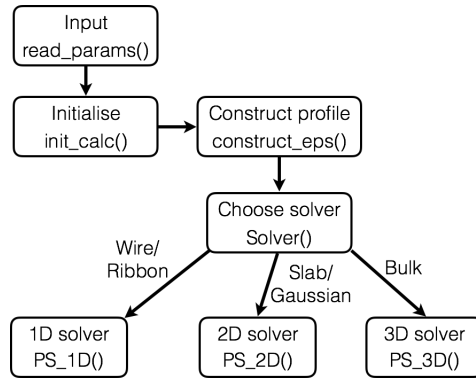 Input
read_params()
Initialise
init_calc()
Construct profile
construct_eps()
Choose solver
Solver()
Wire/
Ribbon
Slab/
Gaussian
Bulk
1D solver
PS_1D()
2D solver
PS_2D()
3D solver
PS_3D()